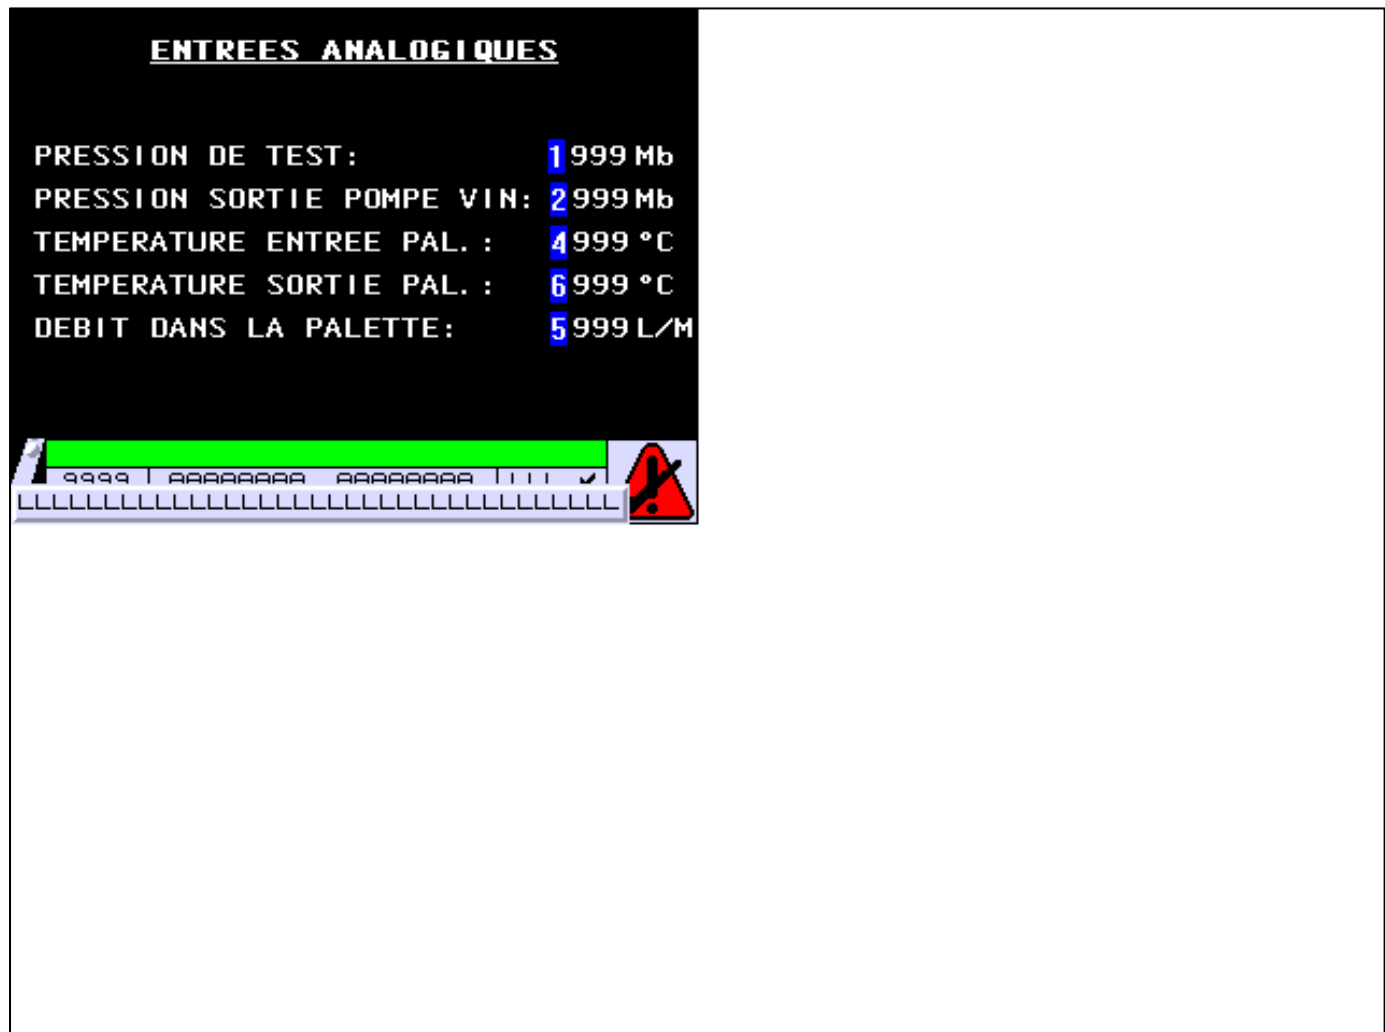 ENTREES ANALOGIQUES
PRESSION DE TEST: 1 999 Mb
PRESSION SORTIE POMPE VIN: 2 999 Mb
TEMPERATURE ENTREE PAL.: 4 999 °C
TEMPERATURE SORTIE PAL.: 6 999 °C
DEBIT DANS LA PALETTE: 5 999 L/M
LLLLLLLLLLLLLLLLLLLLLLLLLLLLLLLLLLLLLLLLLL